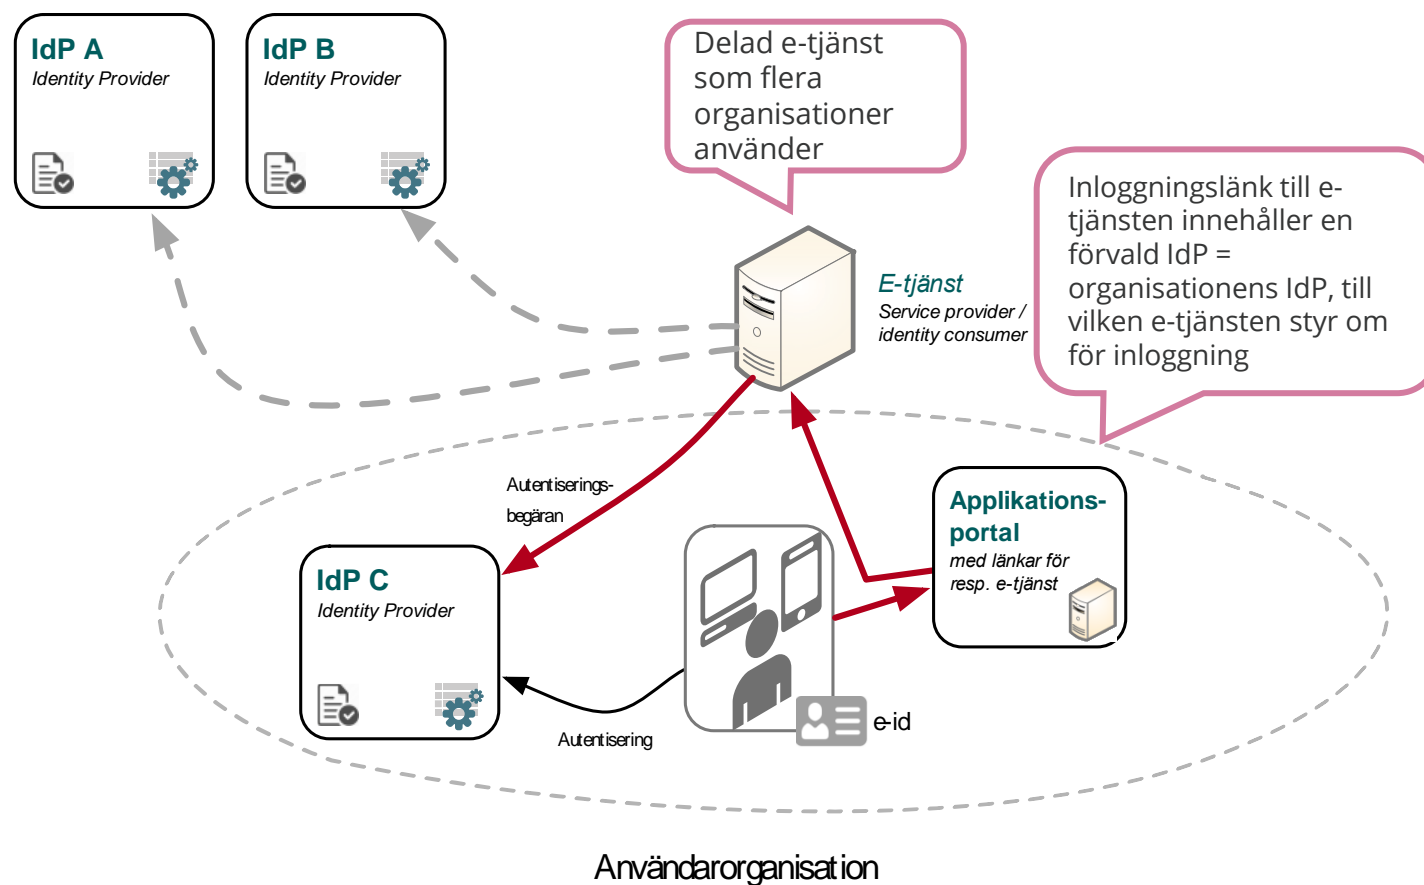 IdP A
Identity Provider
IdP B
Identity Provider
Delad e-tjänst
som flera
organisationer
använder
Inloggningslänk till e-
tjänsten innehåller en
förvald IdP =
organisationens IdP, till
vilken e-tjänsten styr om
för inloggning
E-tjänst
Service provider /
identity consumer
Autentiserings-
begäran
Applikations-
portal
med länkar för
resp. e-tjänst
IdP C
Identity Provider
e-id
Autentisering
Användarorganisation